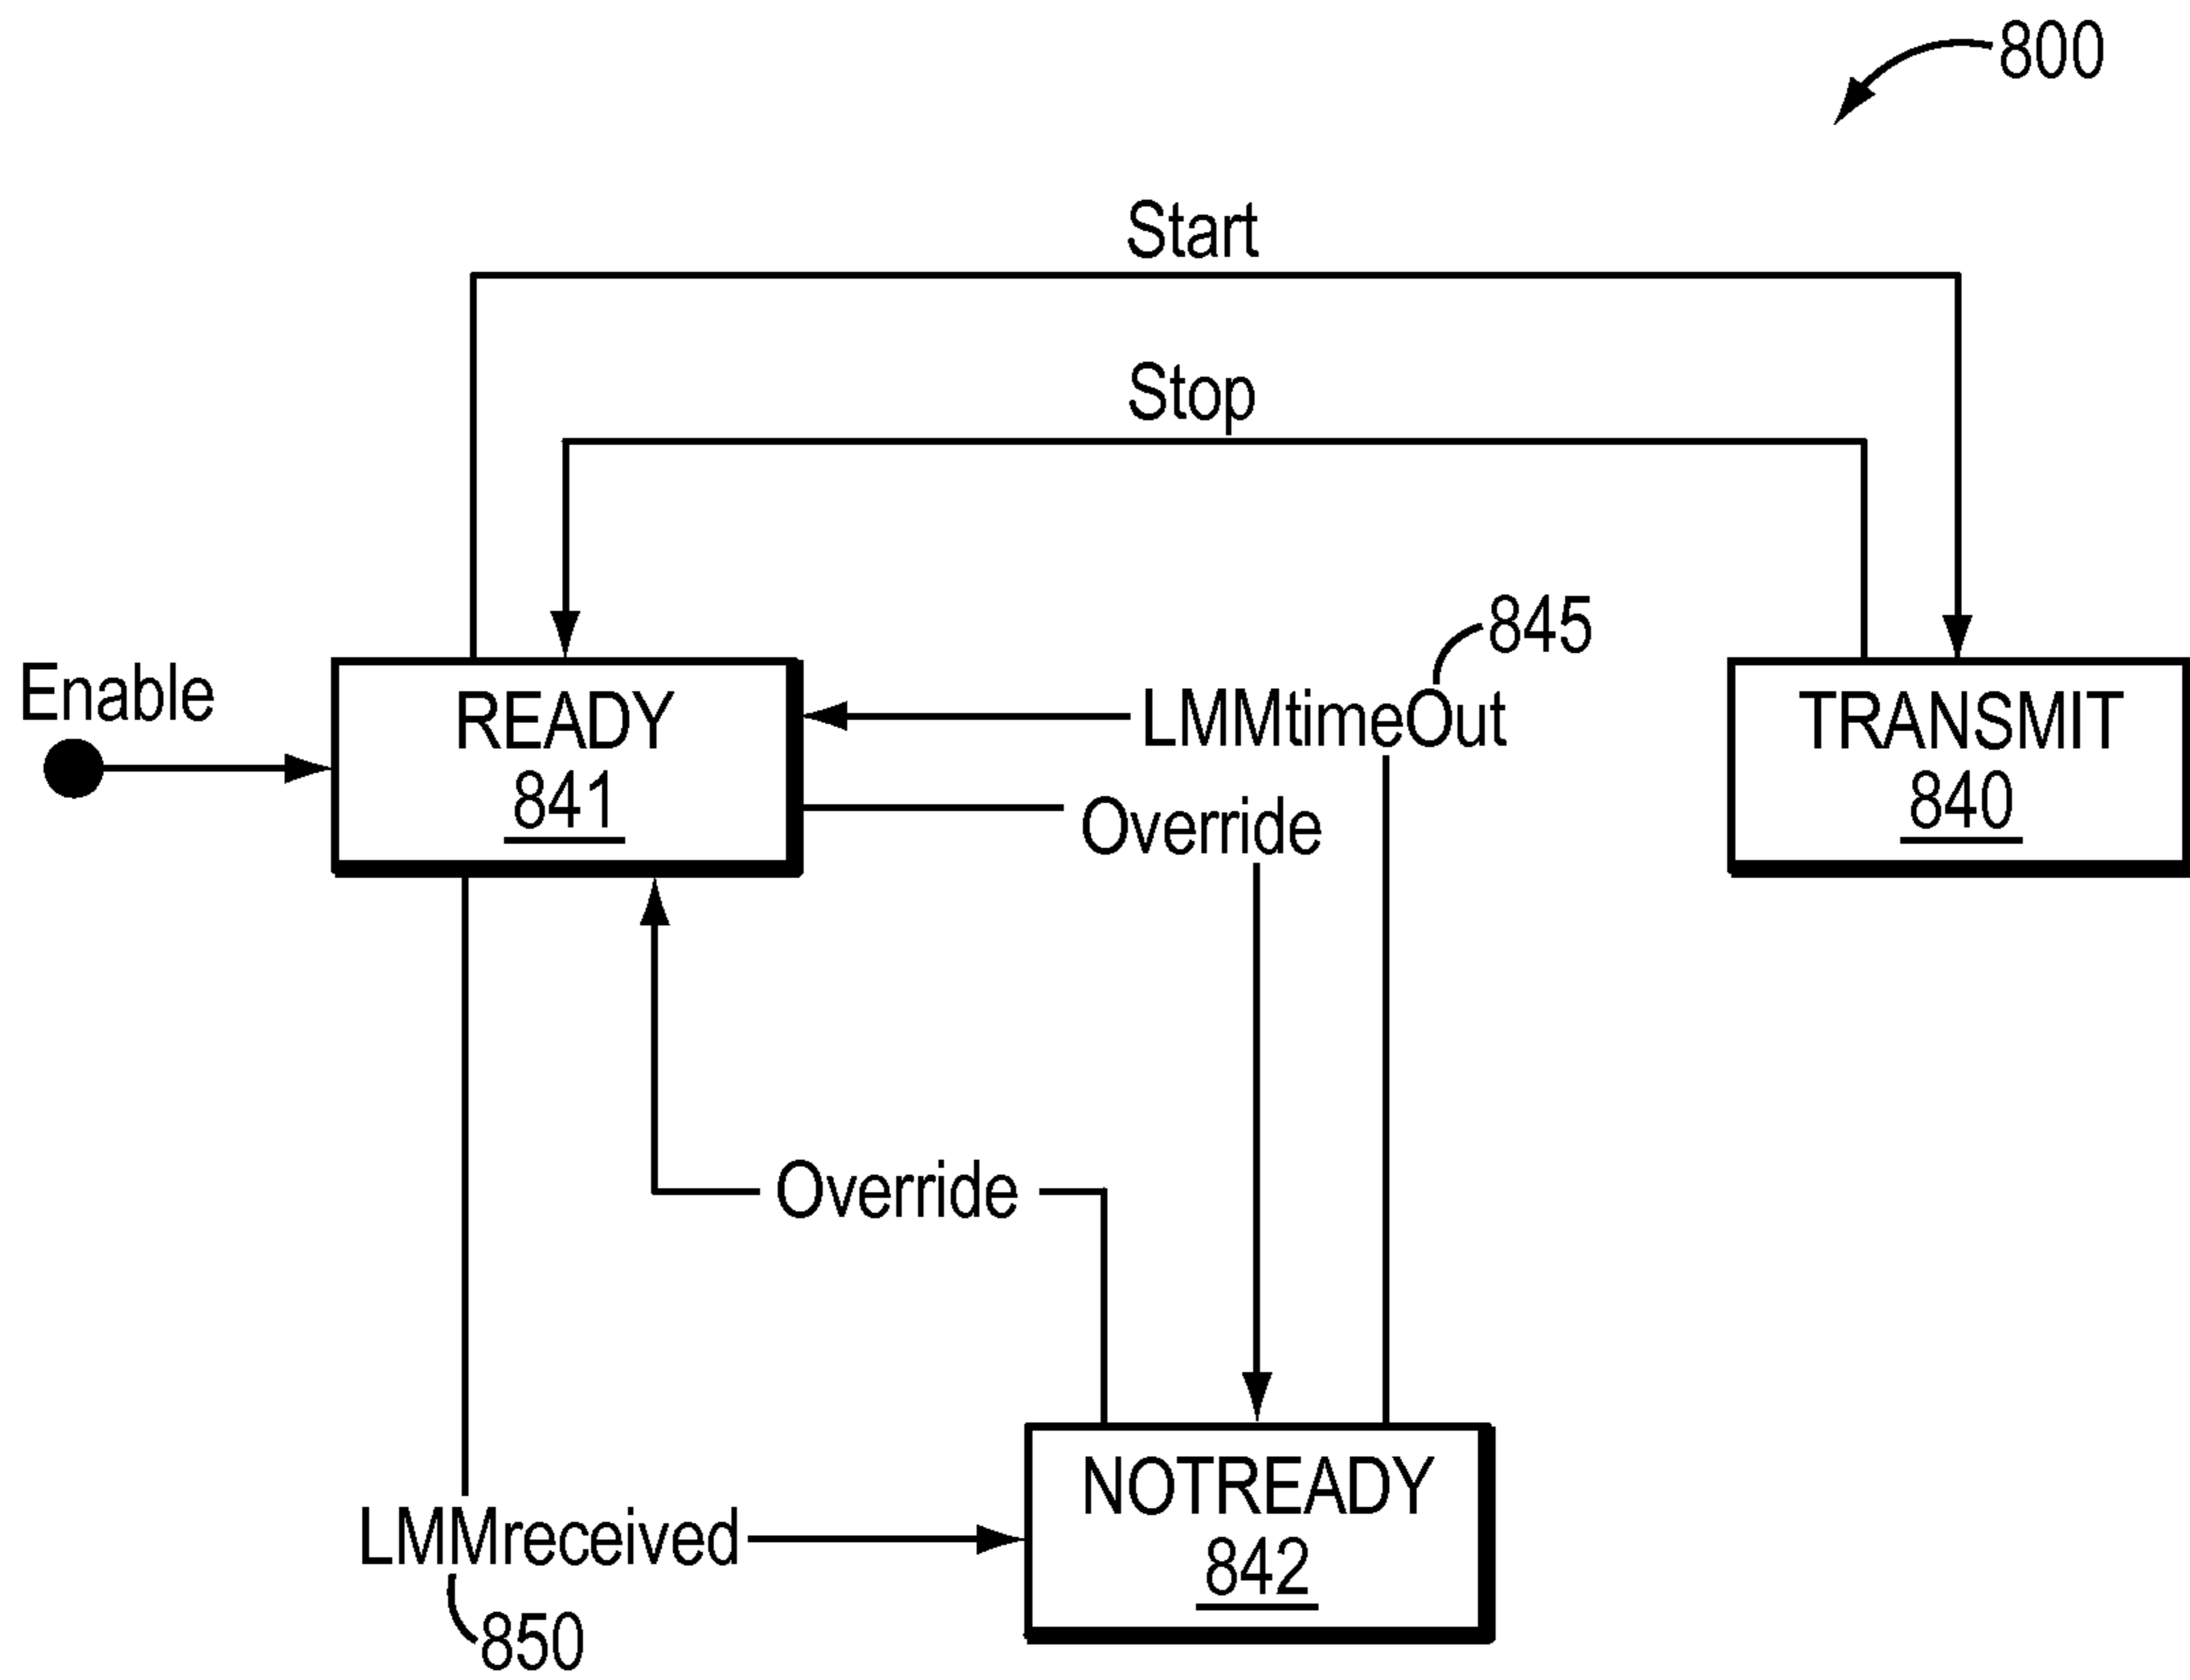 800
Start
Stop
845
Enable
READY
841
LMMtimeOut
Override
TRANSMIT
840
Override
NOTREADY
842
LMMreceived
850